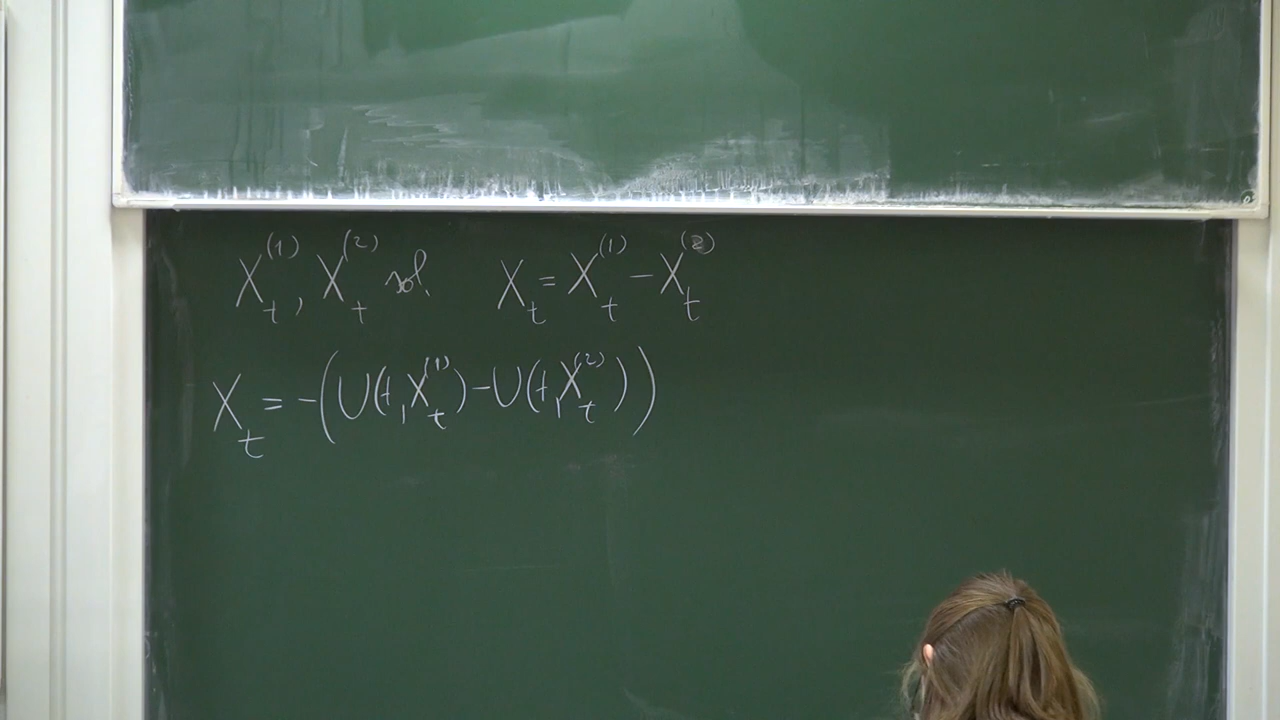 X_t^{(1)}, X_t^{(2)} sol. X_t = X_t^{(1)} - X_t^{(2)}
X_t = -(U(t, X_t^{(1)}) - U(t, X_t^{(2)}))